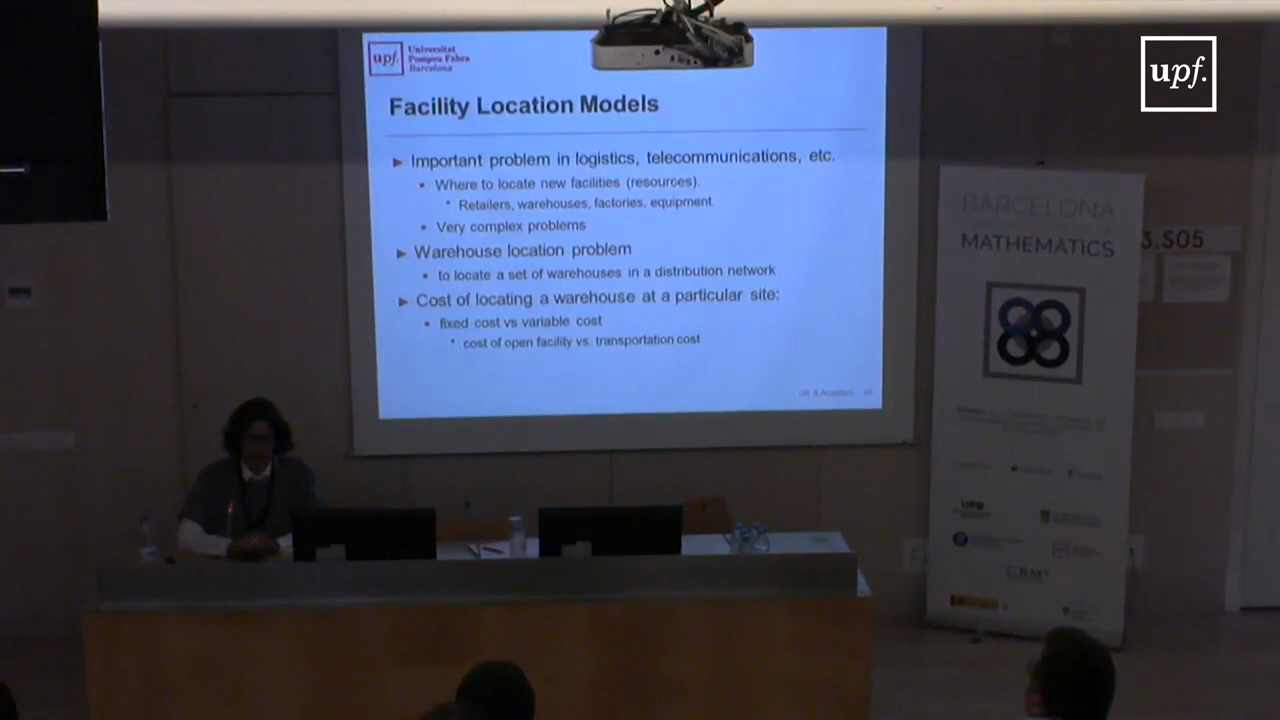 upf.
Universitat
Pompeu Fabra
Barcelona
Facility Location Models
► Important problem in logistics, telecommunications, etc.
▪ Where to locate new facilities (resources).
* Retailers, warehouses, factories, equipment.
▪ Very complex problems
► Warehouse location problem
▪ to locate a set of warehouses in a distribution network
► Cost of locating a warehouse at a particular site:
▪ fixed cost vs variable cost
* cost of open facility vs. transportation cost
upf.
BARCELONA
MATHEMATICS
3.S05
UPB